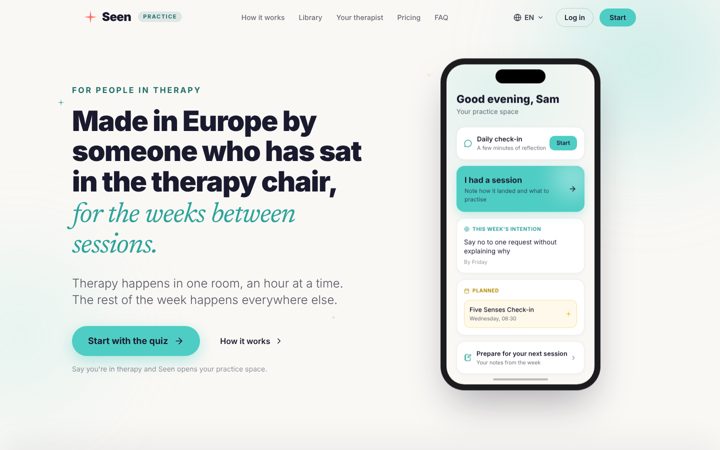 Seen PRACTICE
How it works Library Your therapist Pricing FAQ
EN Log in Start
FOR PEOPLE IN THERAPY
Made in Europe by
someone who has sat
in the therapy chair,
for the weeks between
sessions.
Therapy happens in one room, an hour at a time.
The rest of the week happens everywhere else.
Start with the quiz
How it works
Say you're in therapy and Seen opens your practice space.
Good evening, Sam
Your practice space
Daily check-in
A few minutes of reflection
Start
I had a session
Note how it landed and what to
practise
THIS WEEK'S INTENTION
Say no to one request without
explaining why
By Friday
PLANNED
Five Senses Check-in
Wednesday, 08:30
Prepare for your next session
Your notes from the week